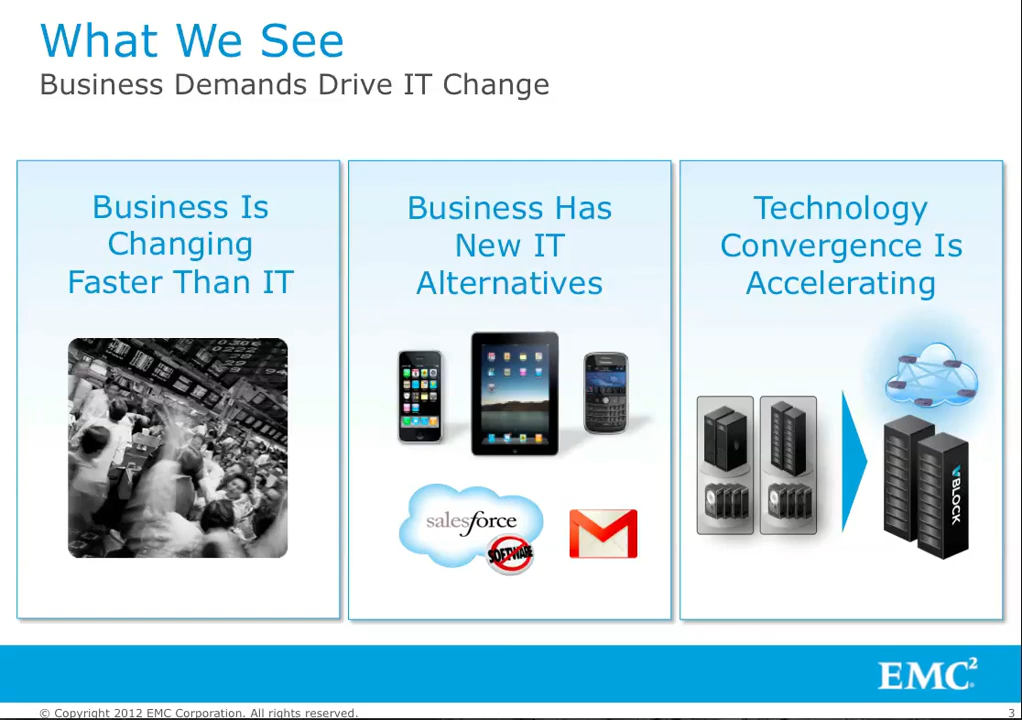 What We See
Business Demands Drive IT Change
Business Is
Changing
Faster Than IT
Business Has
New IT
Alternatives
salesforce
SOFTWARE
Technology
Convergence Is
Accelerating
VBLOCK
EMC²
© Copyright 2012 EMC Corporation. All rights reserved.
3